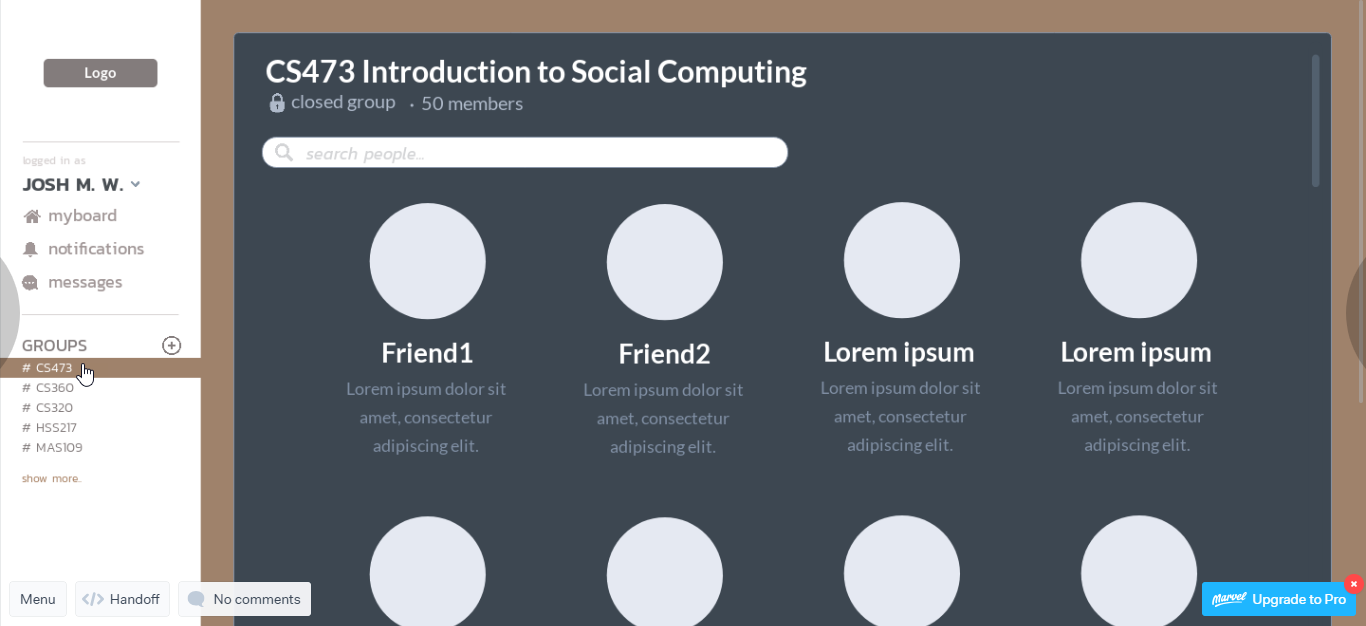 Logo
logged in as
JOSH M. W.
myboard
notifications
messages
GROUPS
# CS473
# CS360
# CS320
# HSS217
# MAS109
show more..
CS473 Introduction to Social Computing
closed group · 50 members
search people...
Friend1
Lorem ipsum dolor sit
amet, consectetur
adipiscing elit.
Friend2
Lorem ipsum dolor sit
amet, consectetur
adipiscing elit.
Lorem ipsum
Lorem ipsum dolor sit
amet, consectetur
adipiscing elit.
Lorem ipsum
Lorem ipsum dolor sit
amet, consectetur
adipiscing elit.
Menu
</> Handoff
No comments
Marvel Upgrade to Pro